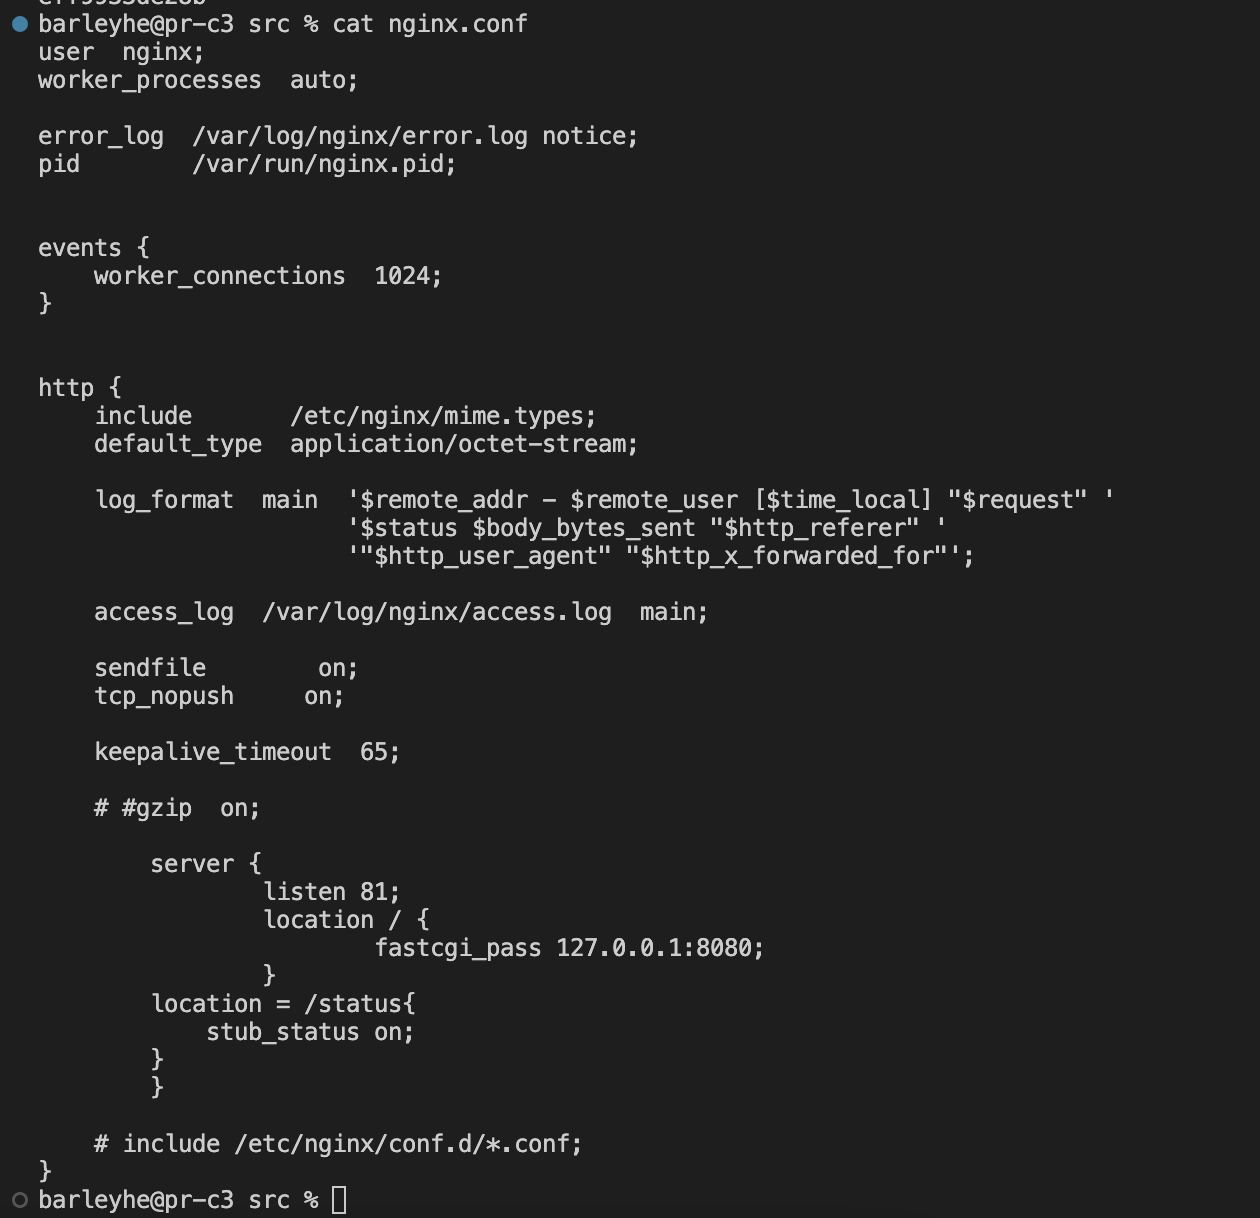 barleyhe@pr-c3 src % cat nginx.conf
user  nginx;
worker_processes  auto;

error_log  /var/log/nginx/error.log notice;
pid        /var/run/nginx.pid;


events {
    worker_connections  1024;
}


http {
    include       /etc/nginx/mime.types;
    default_type  application/octet-stream;

    log_format  main  '$remote_addr - $remote_user [$time_local] "$request" '
                      '$status $body_bytes_sent "$http_referer" '
                      '"$http_user_agent" "$http_x_forwarded_for"';

    access_log  /var/log/nginx/access.log  main;

    sendfile        on;
    tcp_nopush     on;

    keepalive_timeout  65;

    # #gzip  on;

        server {
                listen 81;
                location / {
                        fastcgi_pass 127.0.0.1:8080;
                }
        location = /status{
            stub_status on;
        }
        }

    # include /etc/nginx/conf.d/*.conf;
}
barleyhe@pr-c3 src %